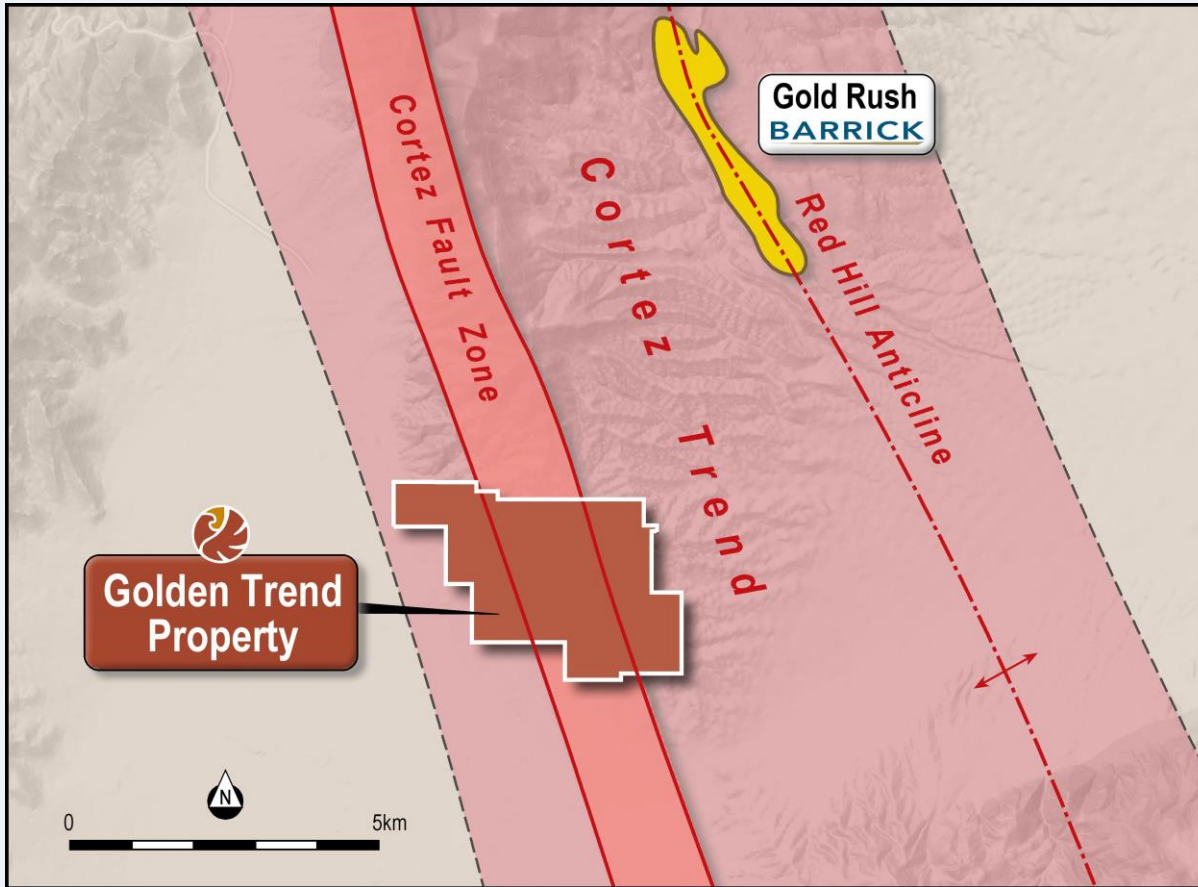 Gold Rush
BARRICK
Cortez Fault Zone
Cortez Trend
Red Hill Anticline
Golden Trend
Property
N
0 5km